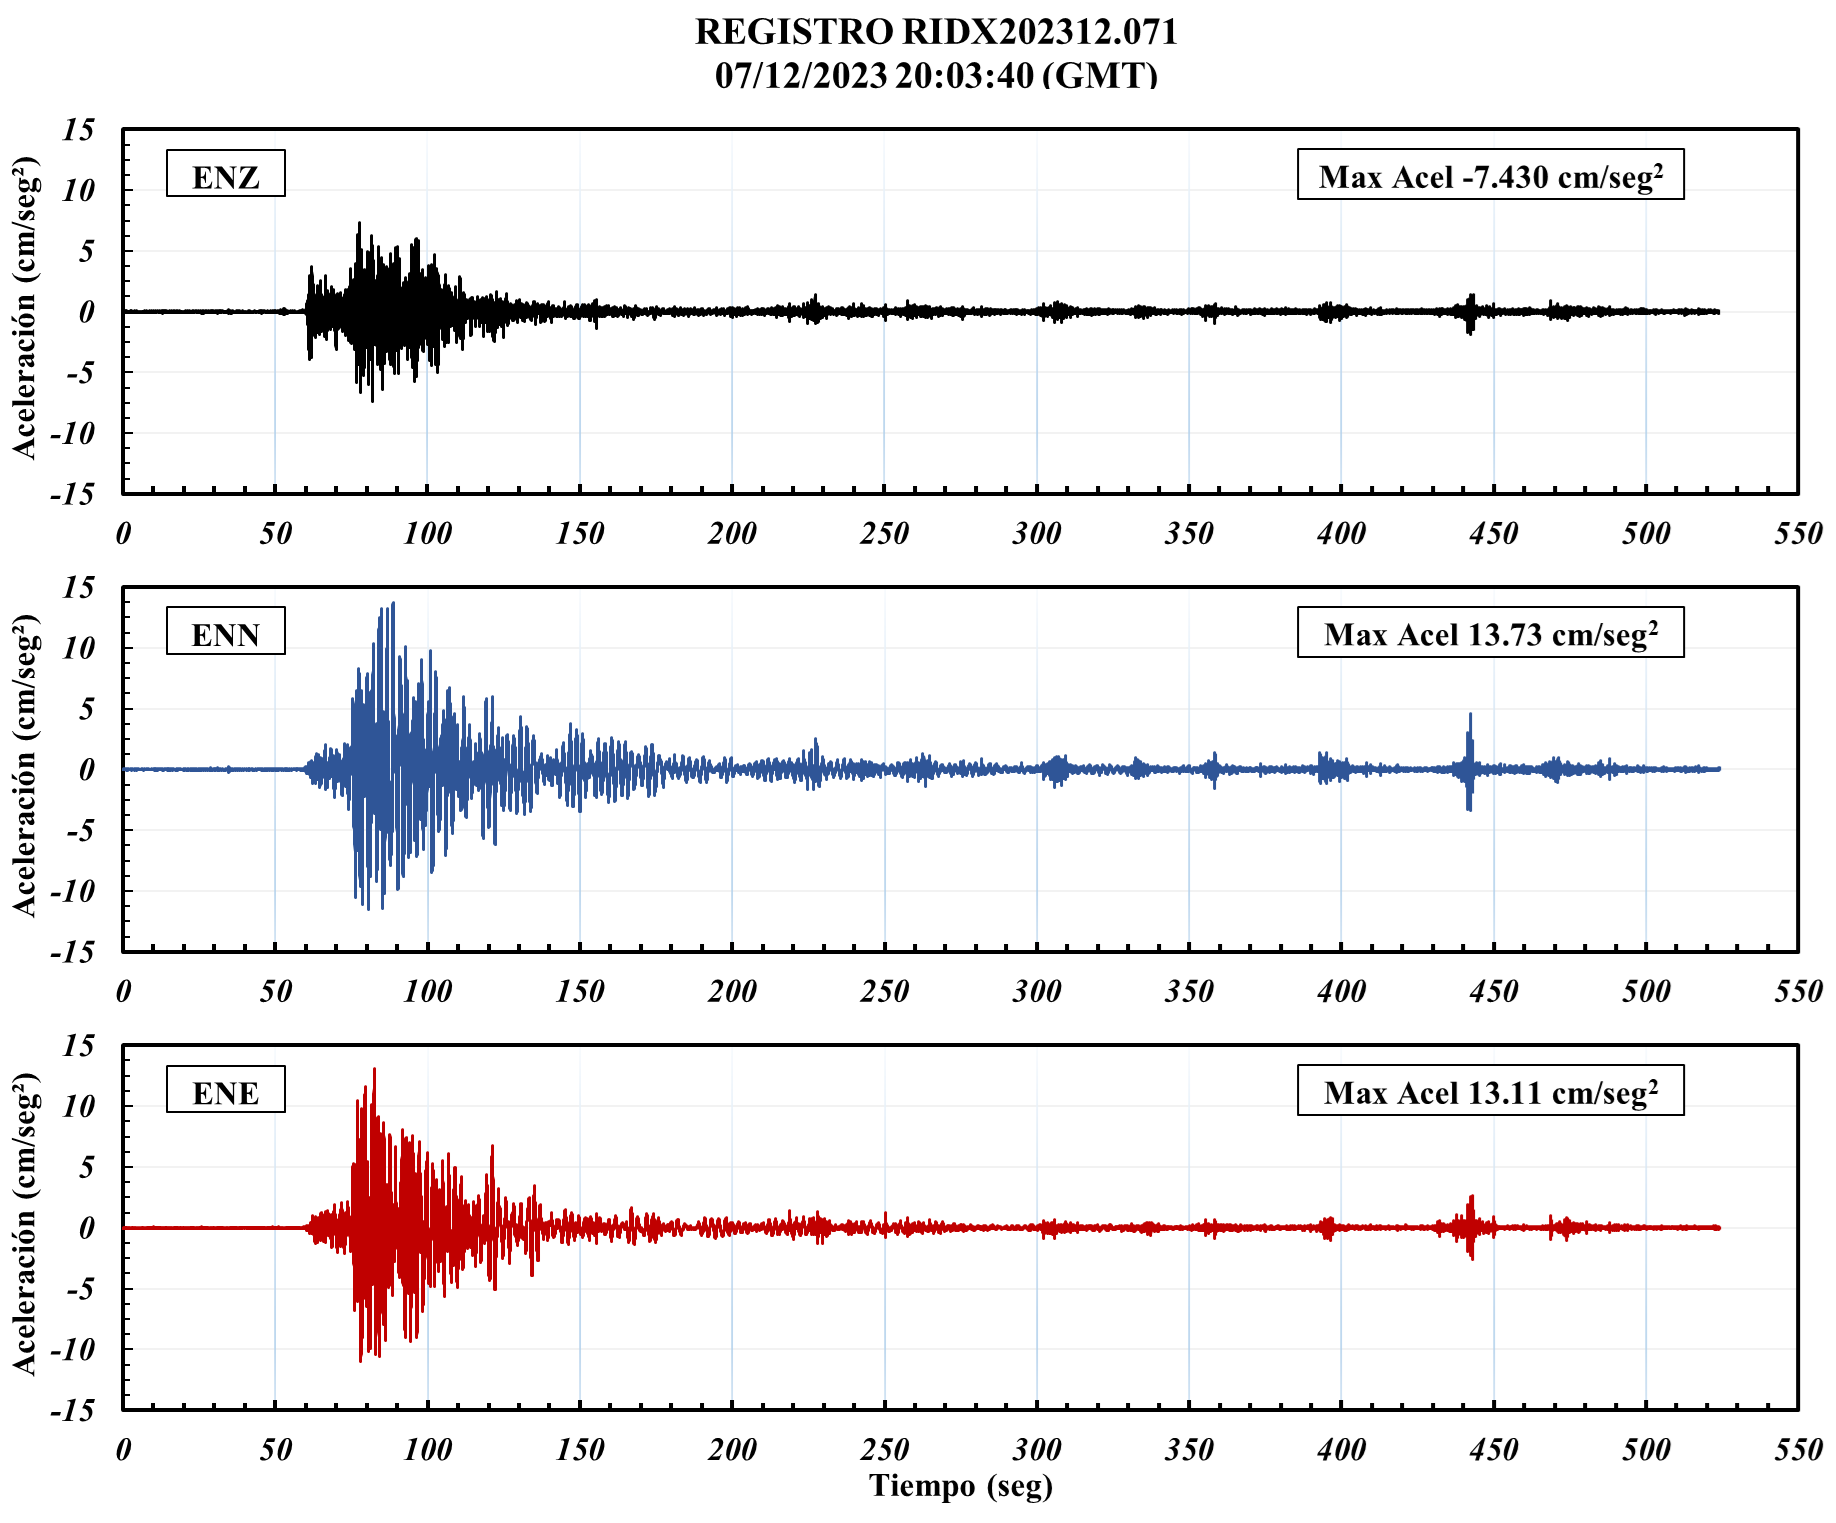 REGISTRO RIDX202312.071
07/12/2023 20:03:40 (GMT)
Aceleración (cm/seg²)
15
10
5
0
-5
-10
-15
ENZ
Max Acel -7.430 cm/seg²
0 50 100 150 200 250 300 350 400 450 500 550
Aceleración (cm/seg²)
15
10
5
0
-5
-10
-15
ENN
Max Acel 13.73 cm/seg²
0 50 100 150 200 250 300 350 400 450 500 550
Aceleración (cm/seg²)
15
10
5
0
-5
-10
-15
ENE
Max Acel 13.11 cm/seg²
0 50 100 150 200 250 300 350 400 450 500 550
Tiempo (seg)